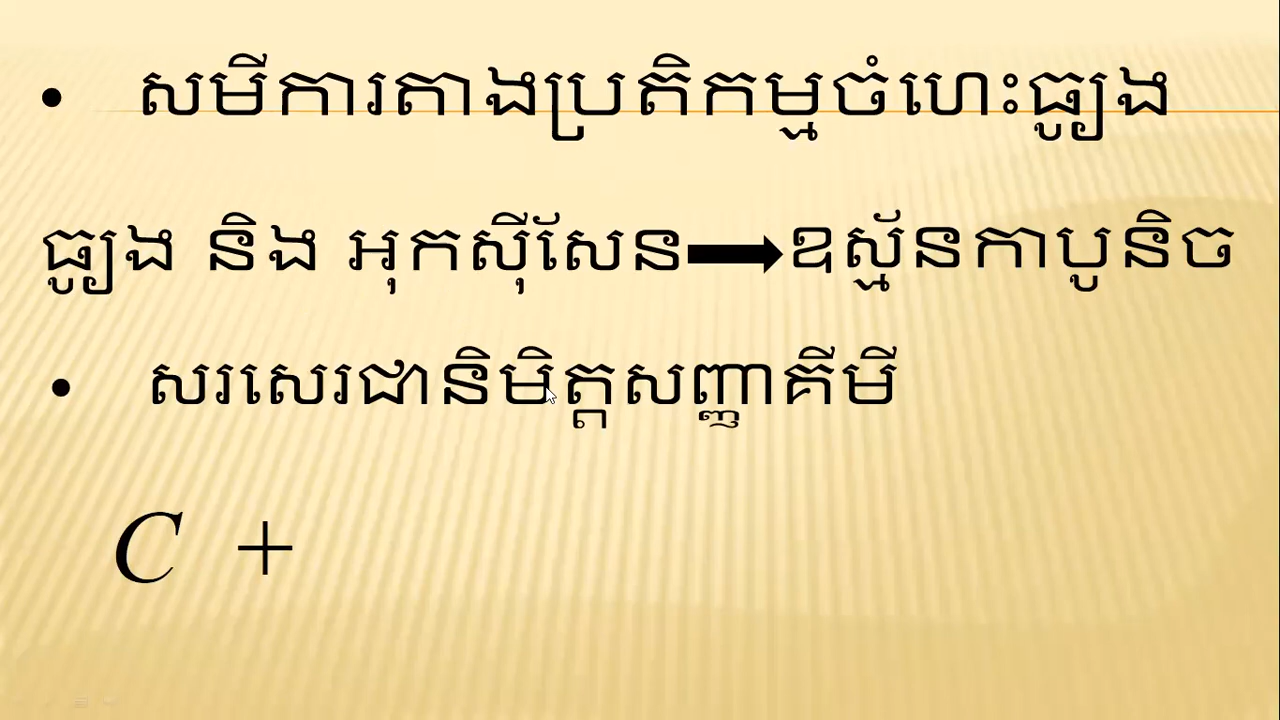 • សមីការតាងប្រតិកម្មចំហេះធ្យូង
ធ្យូង និង អុកស៊ីសែន ➡ ឧស្ម័នកាបូនិច
• សរសេរជានិមិត្តសញ្ញាគីមី
C +